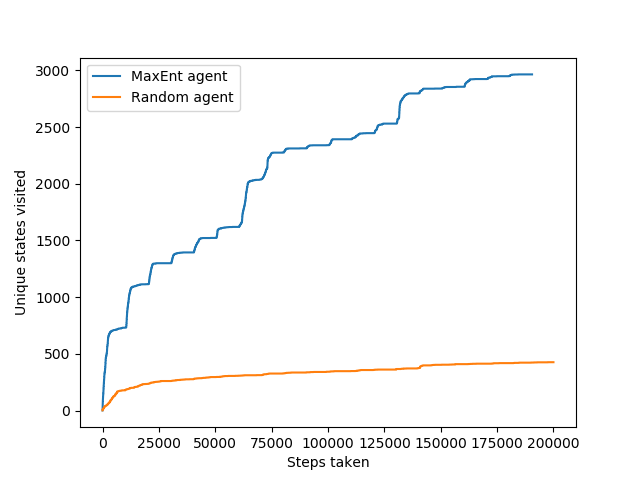 MaxEnt agent
Random agent
3000
2500
2000
1500
1000
500
0
Unique states visited
0 25000 50000 75000 100000 125000 150000 175000 200000
Steps taken